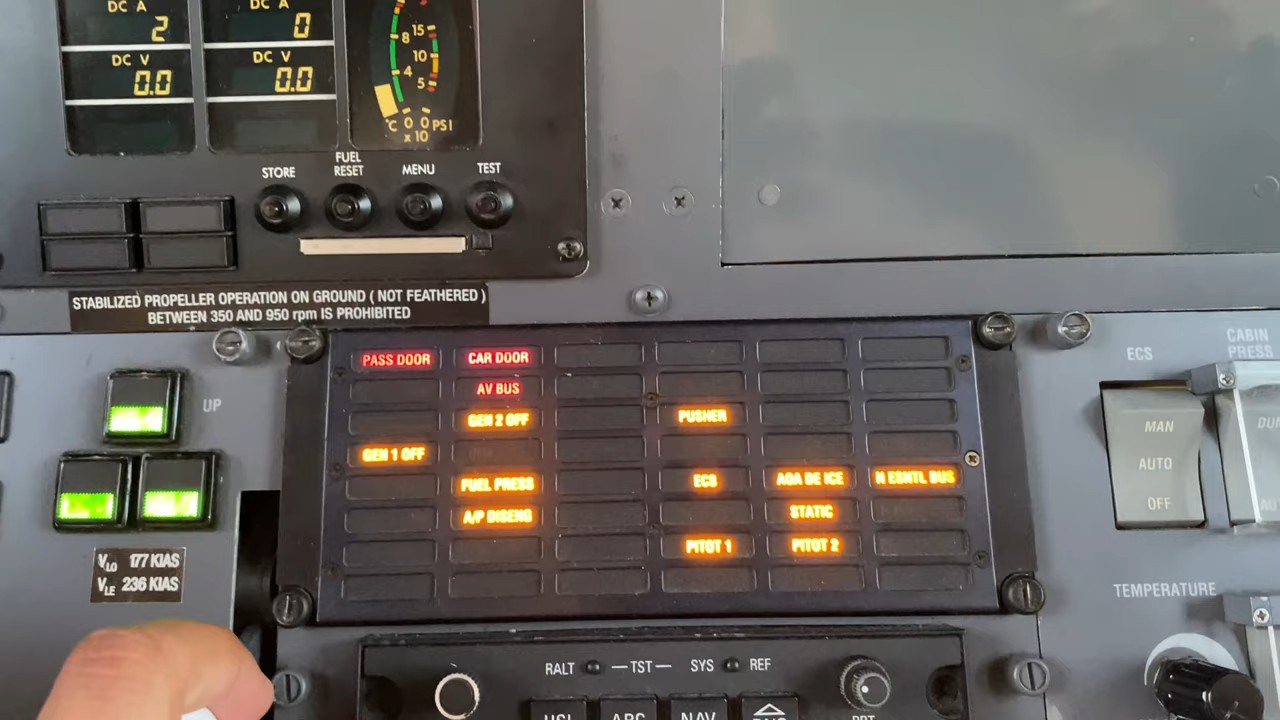 DC A
DC A
2
0
DC V
DC V
0.0
0.0
15
8
10
4
5
°C 0 0 PSI
x 10
STORE
FUEL RESET
MENU
TEST
STABILIZED PROPELLER OPERATION ON GROUND ( NOT FEATHERED )
BETWEEN 350 AND 950 rpm IS PROHIBITED
UP
VLO 177 KIAS
VLE 236 KIAS
PASS DOOR
CAR DOOR
AV BUS
GEN 2 OFF
PUSHER
GEN 1 OFF
FUEL PRESS
ECS
AOA DE ICE
N ESNTL BUS
A/P DISENG
STATIC
PITOT 1
PITOT 2
ECS
CABIN
PRESS
MAN
AUTO
OFF
TEMPERATURE
RALT
TST
SYS
REF
NAV